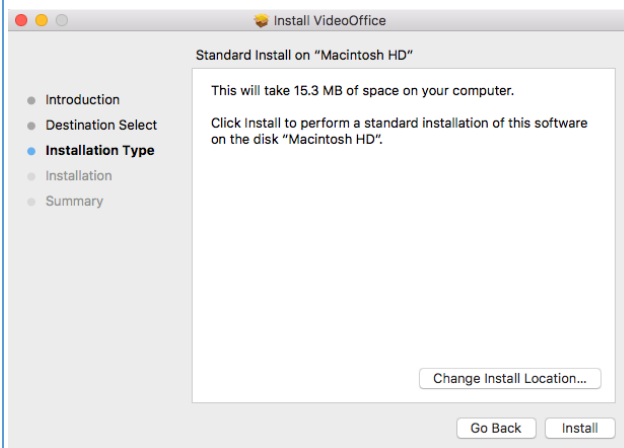 Install VideoOffice
Standard Install on “Macintosh HD”
Introduction
Destination Select
Installation Type
Installation
Summary
This will take 15.3 MB of space on your computer.
Click Install to perform a standard installation of this software
on the disk “Macintosh HD”.
Change Install Location...
Go Back
Install